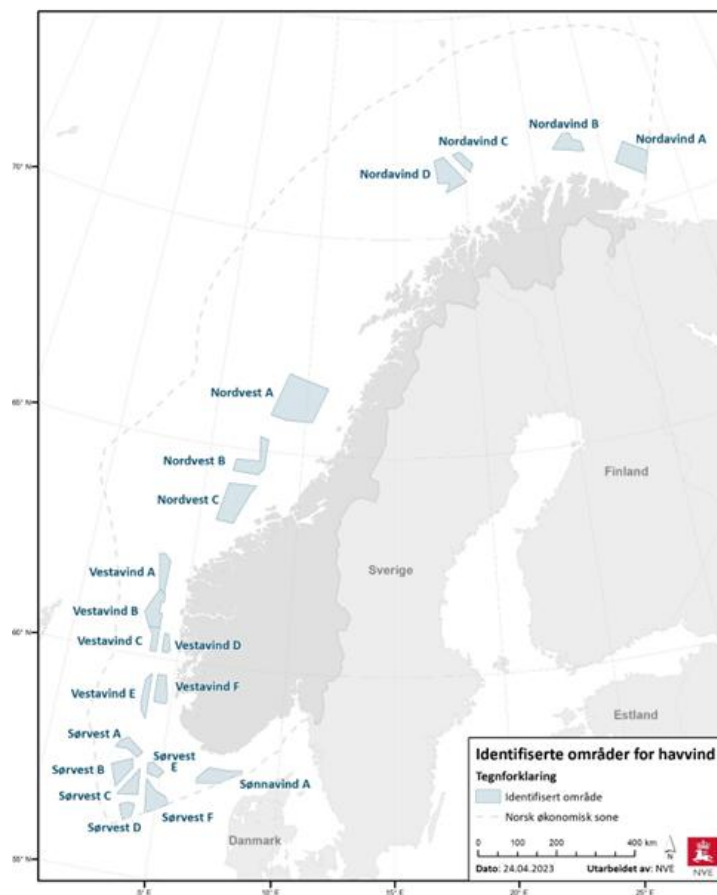 Nordavind B
Nordavind A
Nordavind C
Nordavind D
70° N
Nordvest A
65° N
Nordvest B
Nordvest C
Finland
Vestavind A
Sverige
Vestavind B
60° N
Vestavind C
Vestavind D
Vestavind E
Vestavind F
Estland
Sørvest A
Sørvest
E
Sørvest B
Sørvest C
Sønnavind A
Sørvest D
Sørvest F
Danmark
55° N
Identifiserte områder for havvind
Tegnforklaring
Identifisert område
Norsk økonomisk sone
0 100 200 400 km
N
Dato: 24.04.2023 Utarbeidet av: NVE
NVE
5° E
10° E
15° E
20° E
25° E